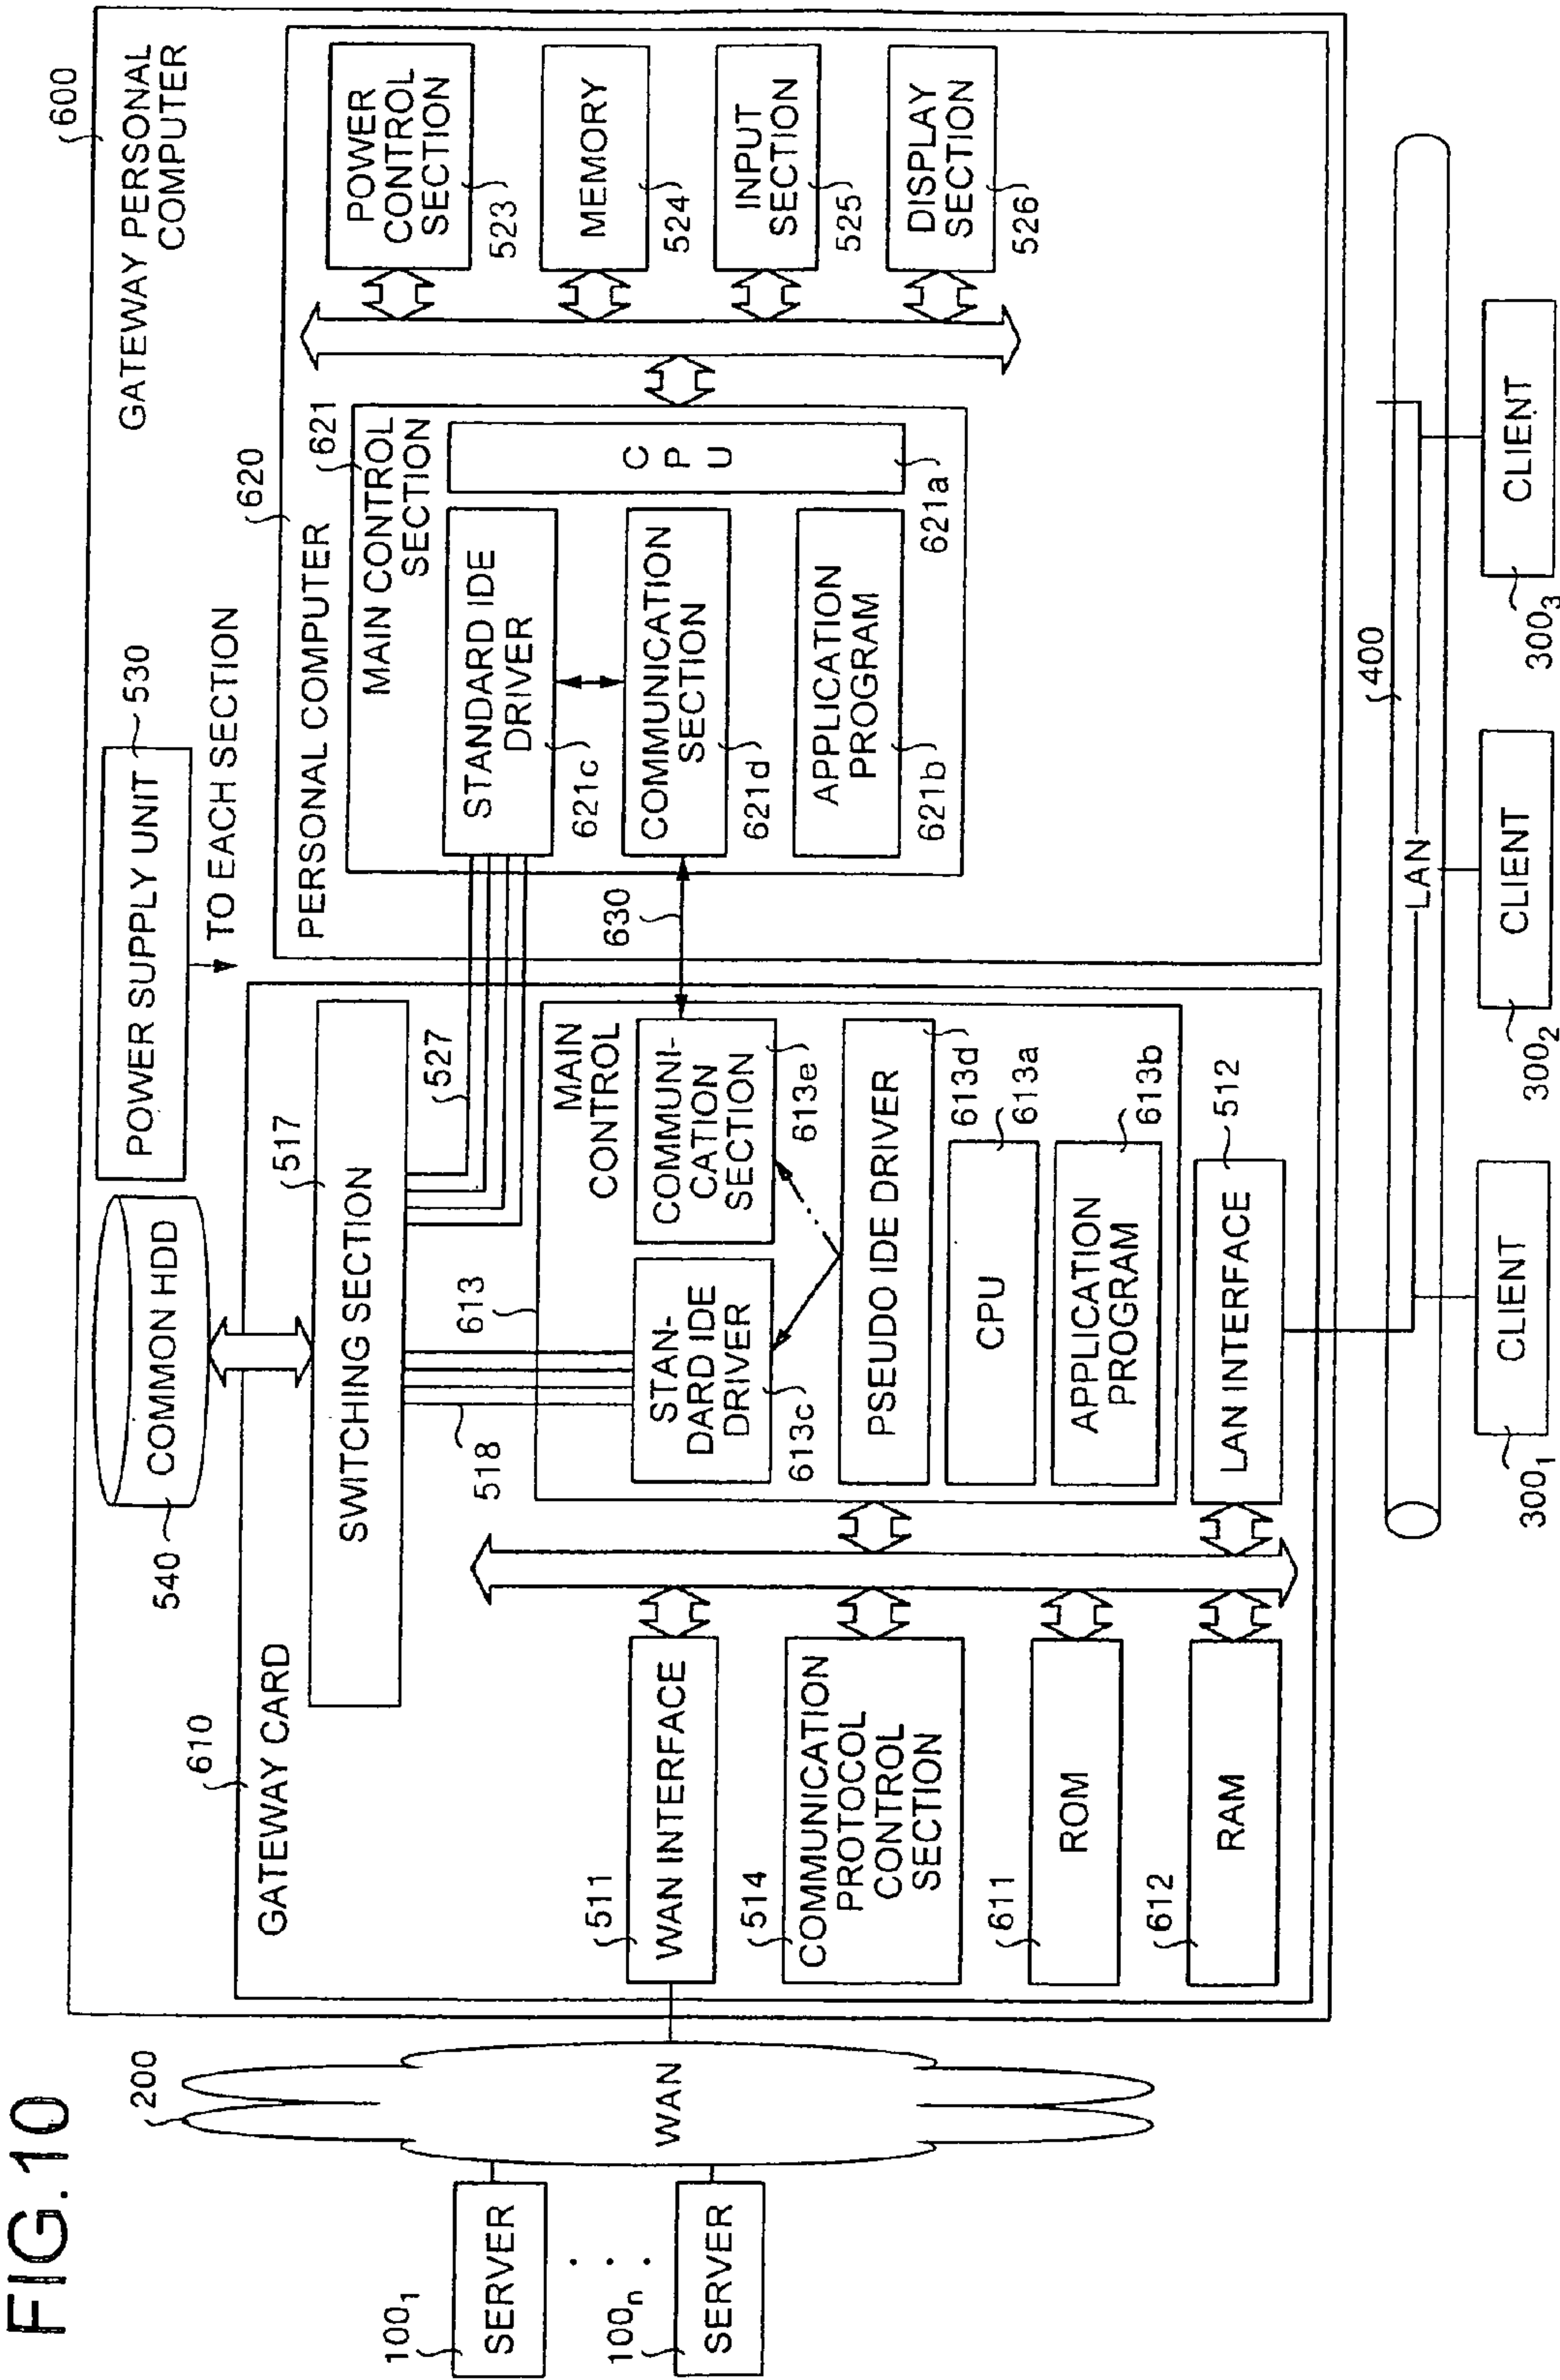 FIG.10
600
GATEWAY PERSONAL
COMPUTER
540
COMMON HDD
POWER SUPPLY UNIT
530
TO EACH SECTION
610
GATEWAY CARD
517
SWITCHING SECTION
518
527
613
MAIN
CONTROL
STAN-
DARD IDE
DRIVER
613c
COMMUNI-
CATION
SECTION
613e
PSEUDO IDE DRIVER
613d
CPU
613a
APPLICATION
PROGRAM
613b
LAN INTERFACE
512
511
WAN INTERFACE
514
COMMUNICATION
PROTOCOL
CONTROL
SECTION
611
ROM
612
RAM
620
PERSONAL COMPUTER
621
MAIN CONTROL
SECTION
STANDARD IDE
DRIVER
621c
COMMUNICATION
SECTION
621d
630
APPLICATION
PROGRAM
621b
C
P
U
621a
POWER
CONTROL
SECTION
523
MEMORY
524
INPUT
SECTION
525
DISPLAY
SECTION
526
200
WAN
100₁
SERVER
100ₙ
SERVER
400
LAN
300₁
CLIENT
300₂
CLIENT
300₃
CLIENT